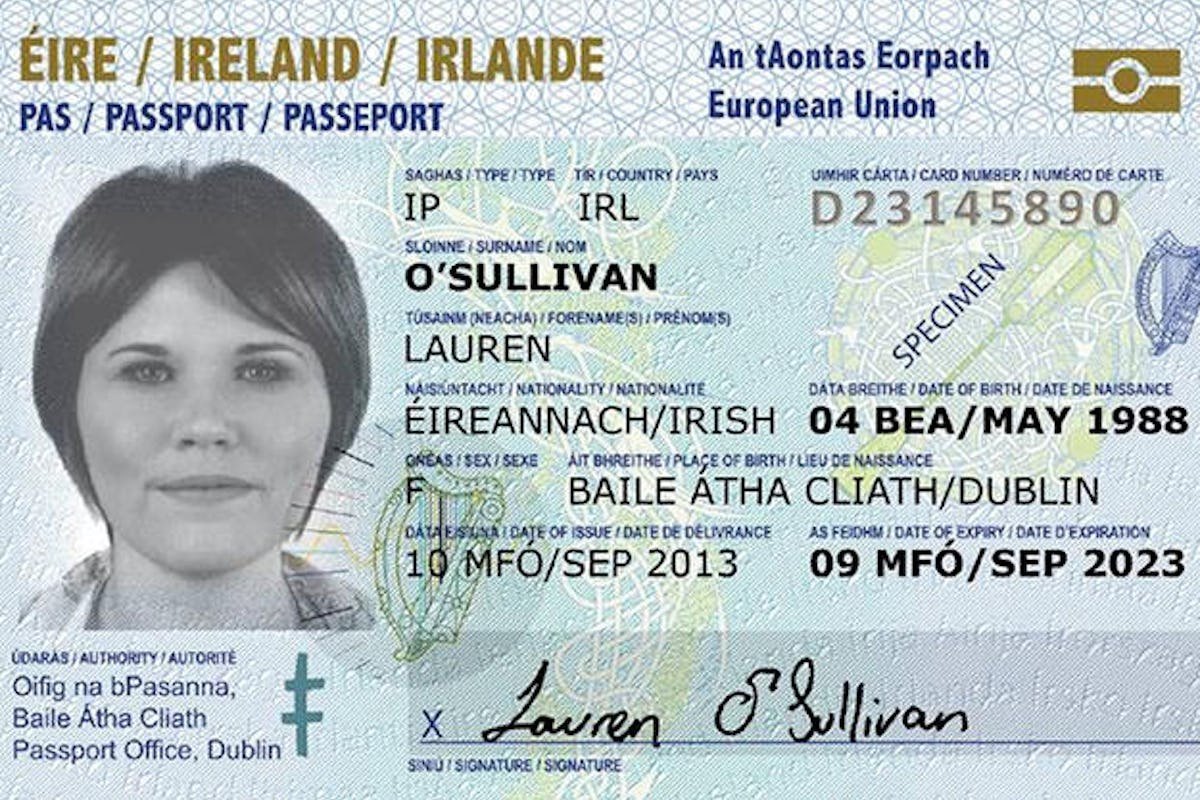 ÉIRE / IRELAND / IRLANDE
PAS / PASSPORT / PASSEPORT
An tAontas Eorpach
European Union
SAGHAS / TYPE / TYPE TÍR / COUNTRY / PAYS UIMHIR CÁRTA / CARD NUMBER / NUMÉRO DE CARTE
IP IRL D23145890
SLOINNE / SURNAME / NOM
O'SULLIVAN
SPECIMEN
TÚSAINM (NEACHA) / FORENAME(S) / PRÉNOM(S)
LAUREN
NÁISIÚNTACHT / NATIONALITY / NATIONALITÉ DATA BREITHE / DATE OF BIRTH / DATE DE NAISSANCE
ÉIREANNACH/IRISH 04 BEA/MAY 1988
GNÉAS / SEX / SEXE ÁIT BHREITHE / PLACE OF BIRTH / LIEU DE NAISSANCE
F BAILE ÁTHA CLIATH/DUBLIN
DATE OF ISSUE / DATE DE DÉLIVRANCE AS FEIDHM / DATE OF EXPIRY / DATE D'EXPIRATION
10 MFÓ/SEP 2013 09 MFÓ/SEP 2023
ÚDARÁS / AUTHORITY / AUTORITÉ
Oifig na bPasanna,
Baile Átha Cliath
Passport Office, Dublin
X Lauren O'Sullivan
SÍNIÚ / SIGNATURE / SIGNATURE